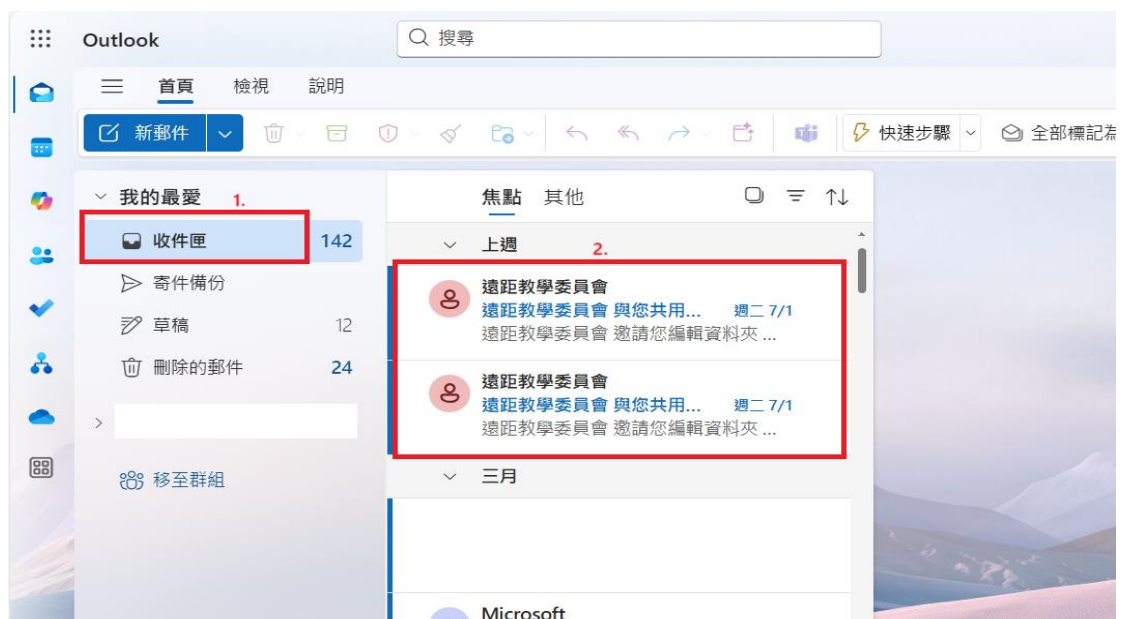 Outlook
搜尋
首頁 檢視 說明
新郵件
快速步驟
全部標記為
我的最愛 1.
收件匣 142
寄件備份
草稿 12
刪除的郵件 24
移至群組
焦點 其他
上週 2.
遠距教學委員會
遠距教學委員會 與您共用... 週二 7/1
遠距教學委員會 邀請您編輯資料夾 ...
遠距教學委員會
遠距教學委員會 與您共用... 週二 7/1
遠距教學委員會 邀請您編輯資料夾 ...
三月
Microsoft